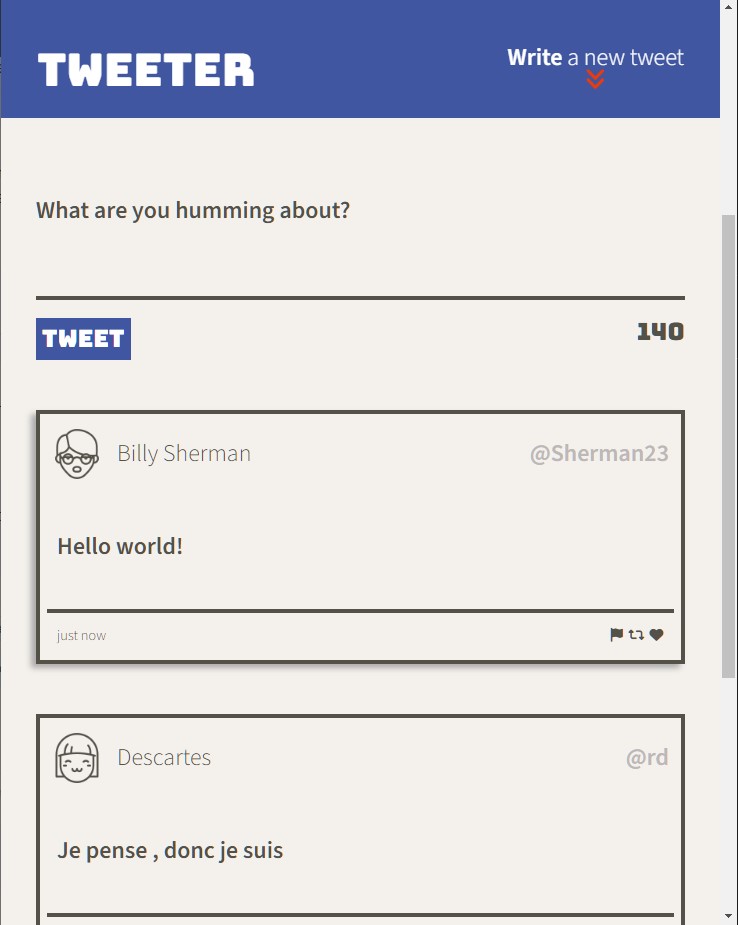 TWEETER
Write a new tweet
What are you humming about?
TWEET
140
Billy Sherman
@Sherman23
Hello world!
just now
Descartes
@rd
Je pense , donc je suis